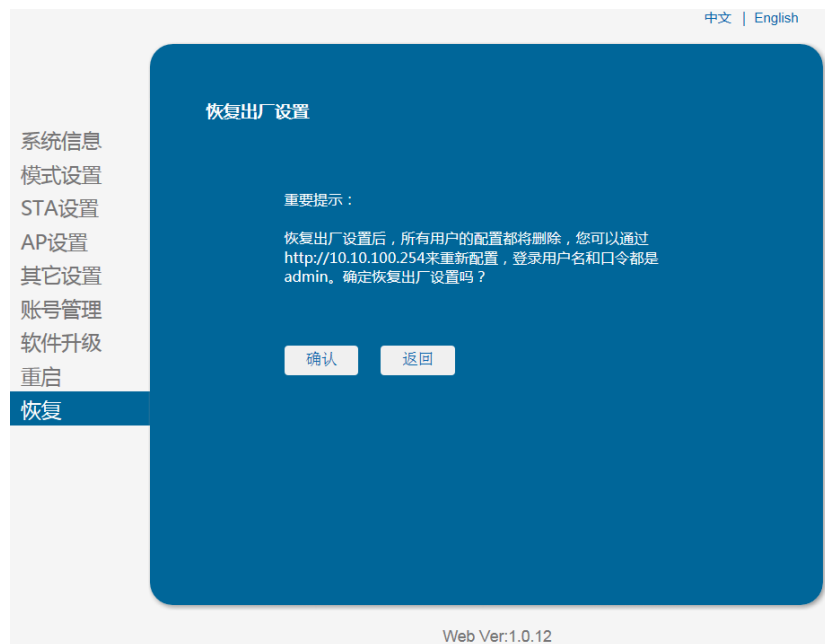 中文 | English
恢复出厂设置
系统信息
模式设置
STA设置
AP设置
其它设置
账号管理
软件升级
重启
恢复
重要提示：
恢复出厂设置后，所有用户的配置都将删除，您可以通过
http://10.10.100.254来重新配置，登录用户名和口令都是
admin。确定恢复出厂设置吗？
确认 返回
Web Ver:1.0.12